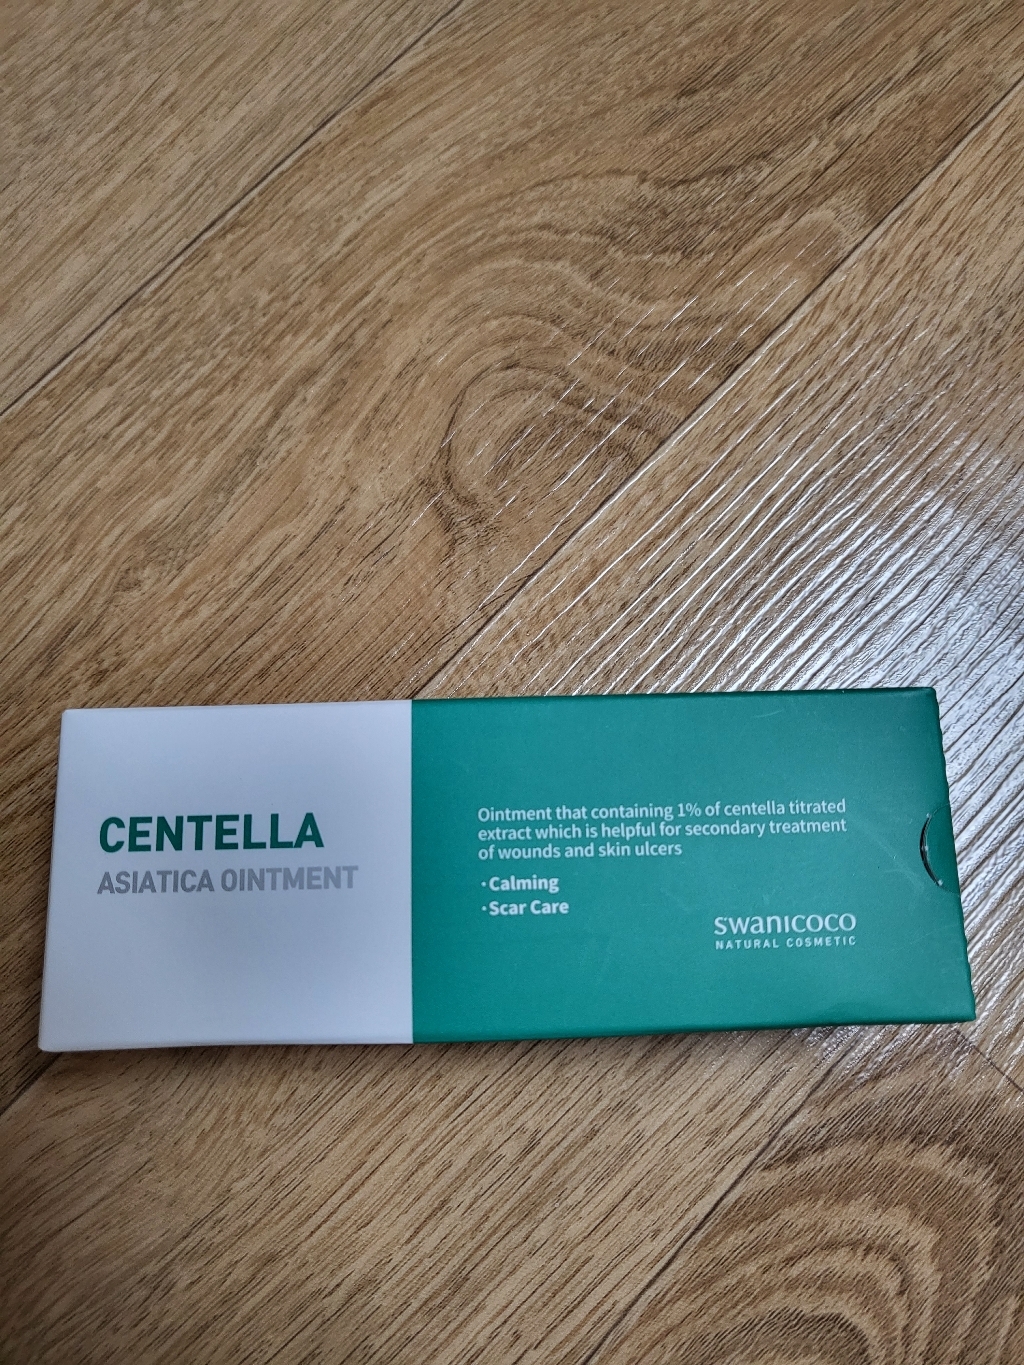 CENTELLA
ASIATICA OINTMENT
Ointment that containing 1% of centella titrated
extract which is helpful for secondary treatment
of wounds and skin ulcers
·Calming
·Scar Care
swanicoco
NATURAL COSMETIC